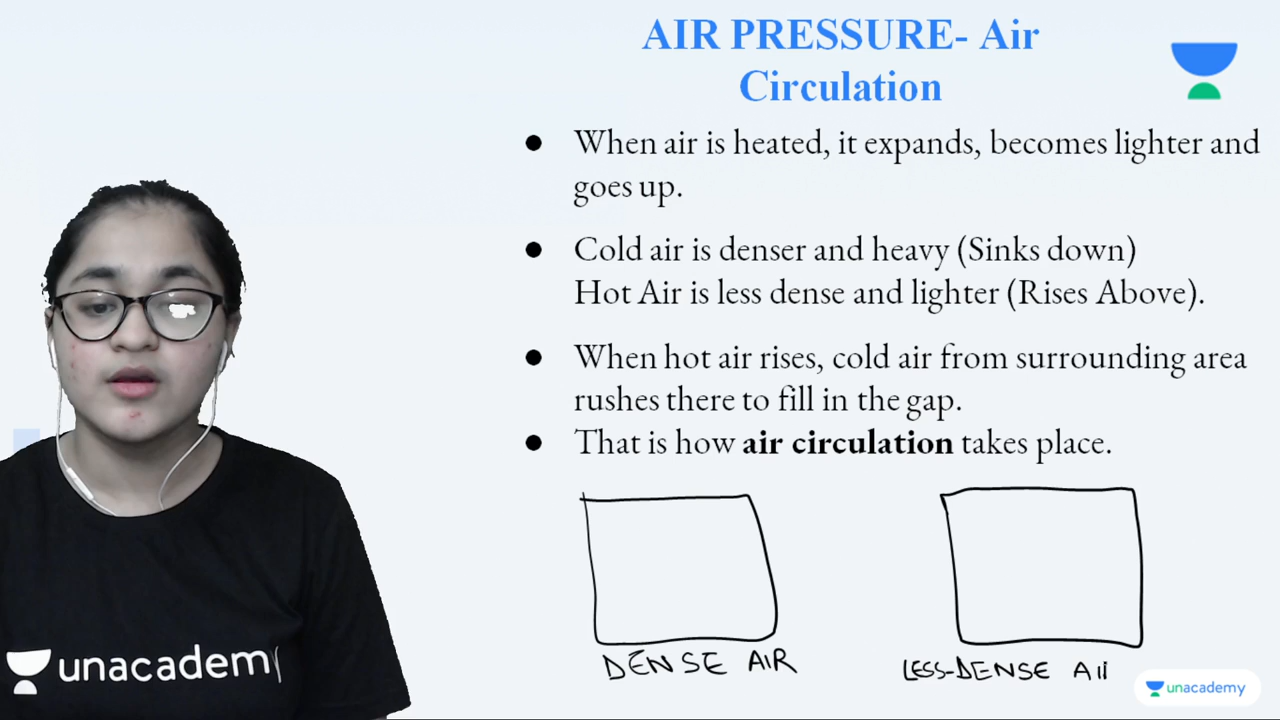 AIR PRESSURE- Air
Circulation
● When air is heated, it expands, becomes lighter and
goes up.
● Cold air is denser and heavy (Sinks down)
Hot Air is less dense and lighter (Rises Above).
● When hot air rises, cold air from surrounding area
rushes there to fill in the gap.
● That is how air circulation takes place.
DENSE AIR
LESS-DENSE
unacademy
unacademy